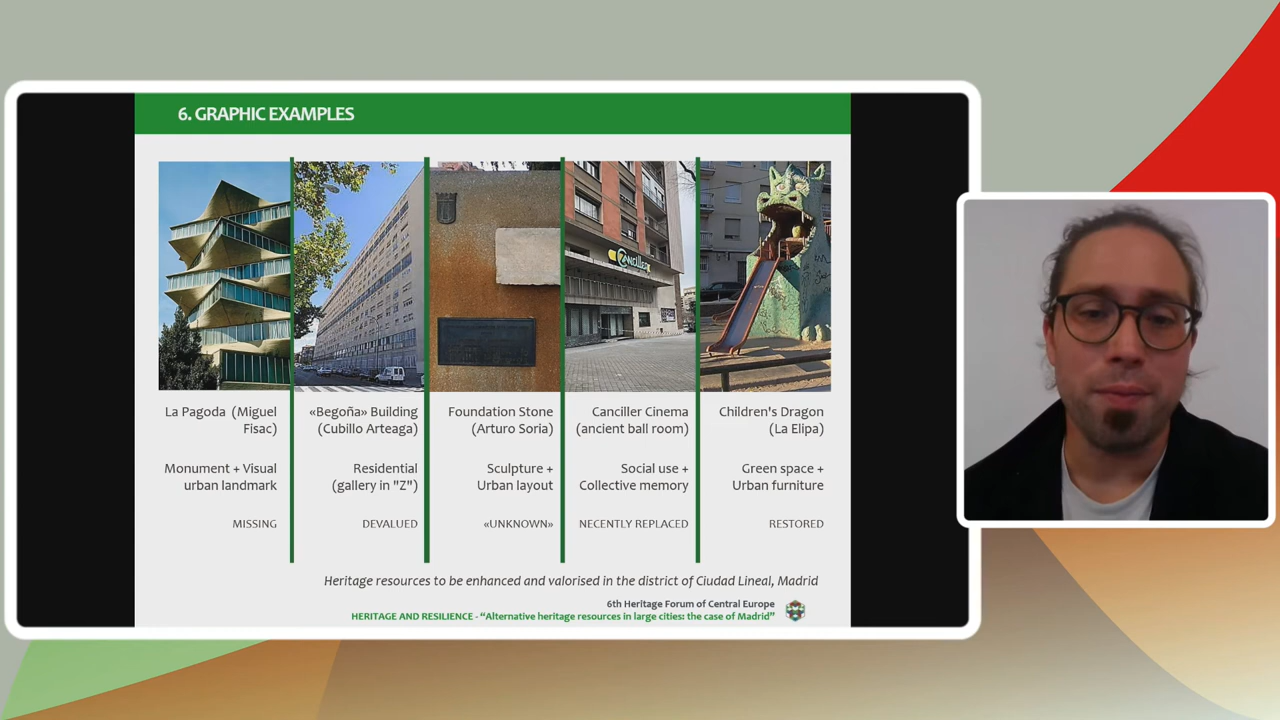 6. GRAPHIC EXAMPLES
Canciller
La Pagoda (Miguel
Fisac)
Monument + Visual
urban landmark
MISSING
«Begoña» Building
(Cubillo Arteaga)
Residential
(gallery in "Z")
DEVALUED
Foundation Stone
(Arturo Soria)
Sculpture +
Urban layout
«UNKNOWN»
Canciller Cinema
(ancient ball room)
Social use +
Collective memory
NECENTLY REPLACED
Children's Dragon
(La Elipa)
Green space +
Urban furniture
RESTORED
Heritage resources to be enhanced and valorised in the district of Ciudad Lineal, Madrid
6th Heritage Forum of Central Europe
HERITAGE AND RESILIENCE - “Alternative heritage resources in large cities: the case of Madrid”